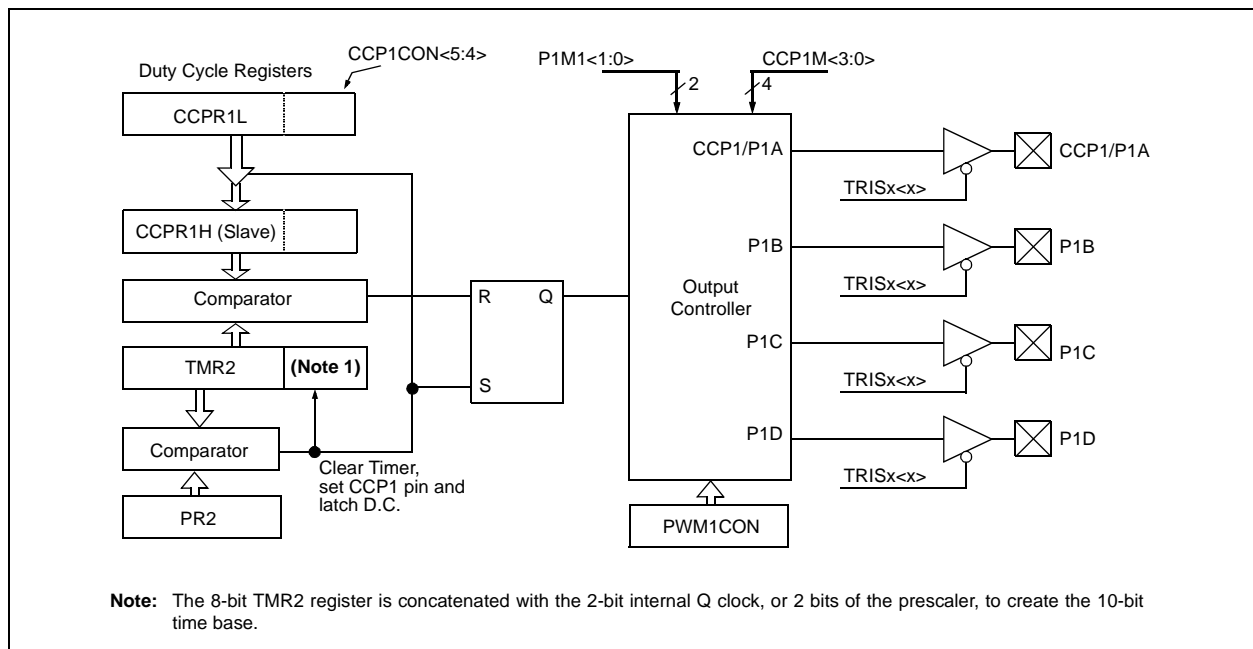 CCP1CON<5:4>
Duty Cycle Registers
CCPR1L
CCPR1H (Slave)
Comparator
TMR2
(Note 1)
Comparator
PR2
Clear Timer,
set CCP1 pin and
latch D.C.
R
Q
S
P1M1<1:0>
2
CCP1M<3:0>
4
Output
Controller
CCP1/P1A
P1B
P1C
P1D
PWM1CON
TRISx<x>
CCP1/P1A
TRISx<x>
P1B
TRISx<x>
P1C
TRISx<x>
P1D
Note: The 8-bit TMR2 register is concatenated with the 2-bit internal Q clock, or 2 bits of the prescaler, to create the 10-bit
time base.